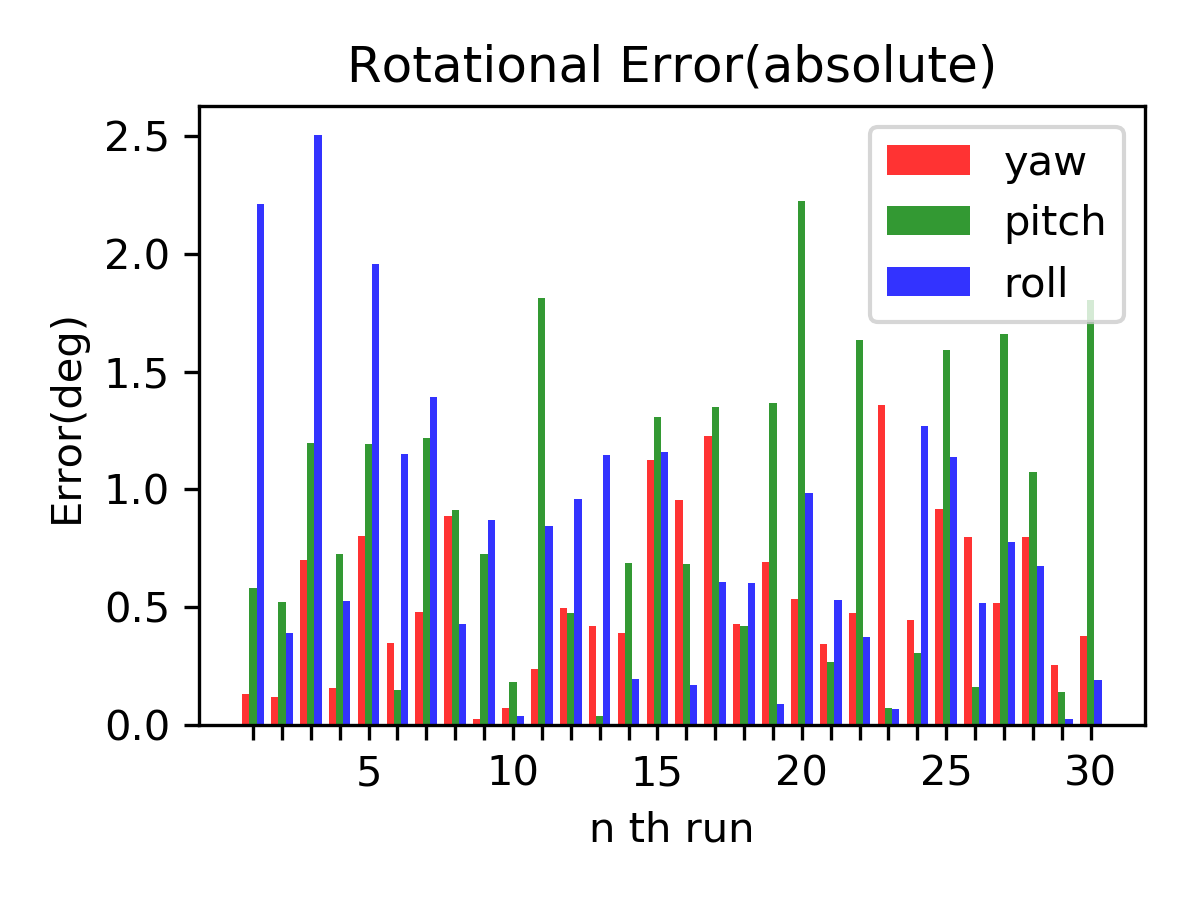 Rotational Error(absolute)
yaw
pitch
roll
Error(deg)
2.5
2.0
1.5
1.0
0.5
0.0
5 10 15 20 25 30
n th run